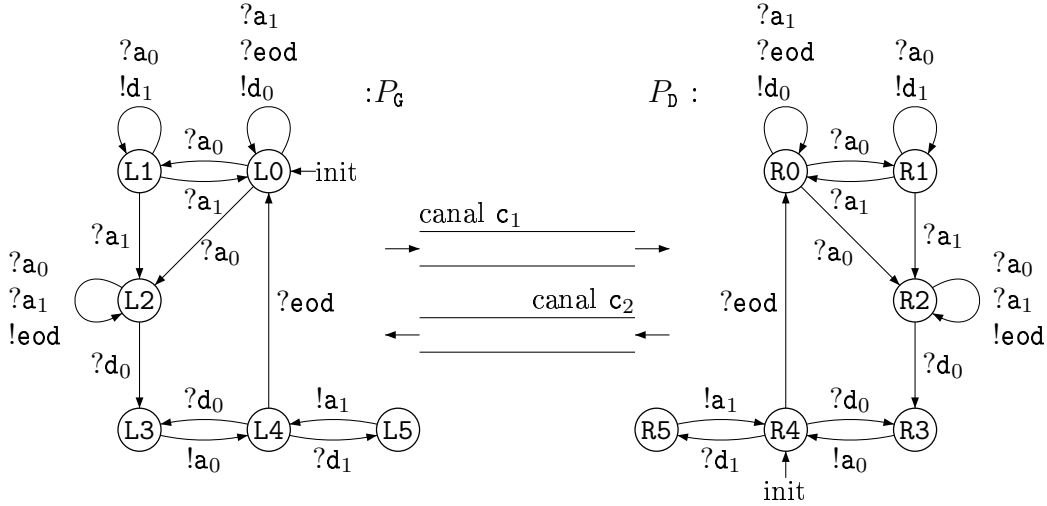 ?a₁
?eod
!d₀
?a₀
!d₁
:P_G
?a₀
L1
L0
init
?a₁
?a₁
?a₀
?a₀
?a₁
!eod
L2
?eod
?d₀
?d₀
!a₁
L3
L4
L5
!a₀
?d₁
canal c₁
canal c₂
P_D :
?a₁
?eod
!d₀
?a₀
!d₁
?a₀
R0
R1
?a₁
?a₁
?a₀
R2
?a₀
?a₁
!eod
?eod
?d₀
!a₁
?d₀
R5
R4
R3
?d₁
!a₀
init